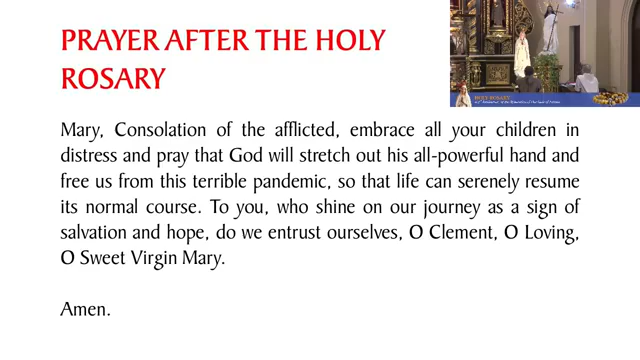 PRAYER AFTER THE HOLY
ROSARY
Mary, Consolation of the afflicted, embrace all your children in
distress and pray that God will stretch out his all-powerful hand and
free us from this terrible pandemic, so that life can serenely resume
its normal course. To you, who shine on our journey as a sign of
salvation and hope, do we entrust ourselves, O Clement, O Loving,
O Sweet Virgin Mary.
Amen.
HOLY ROSARY